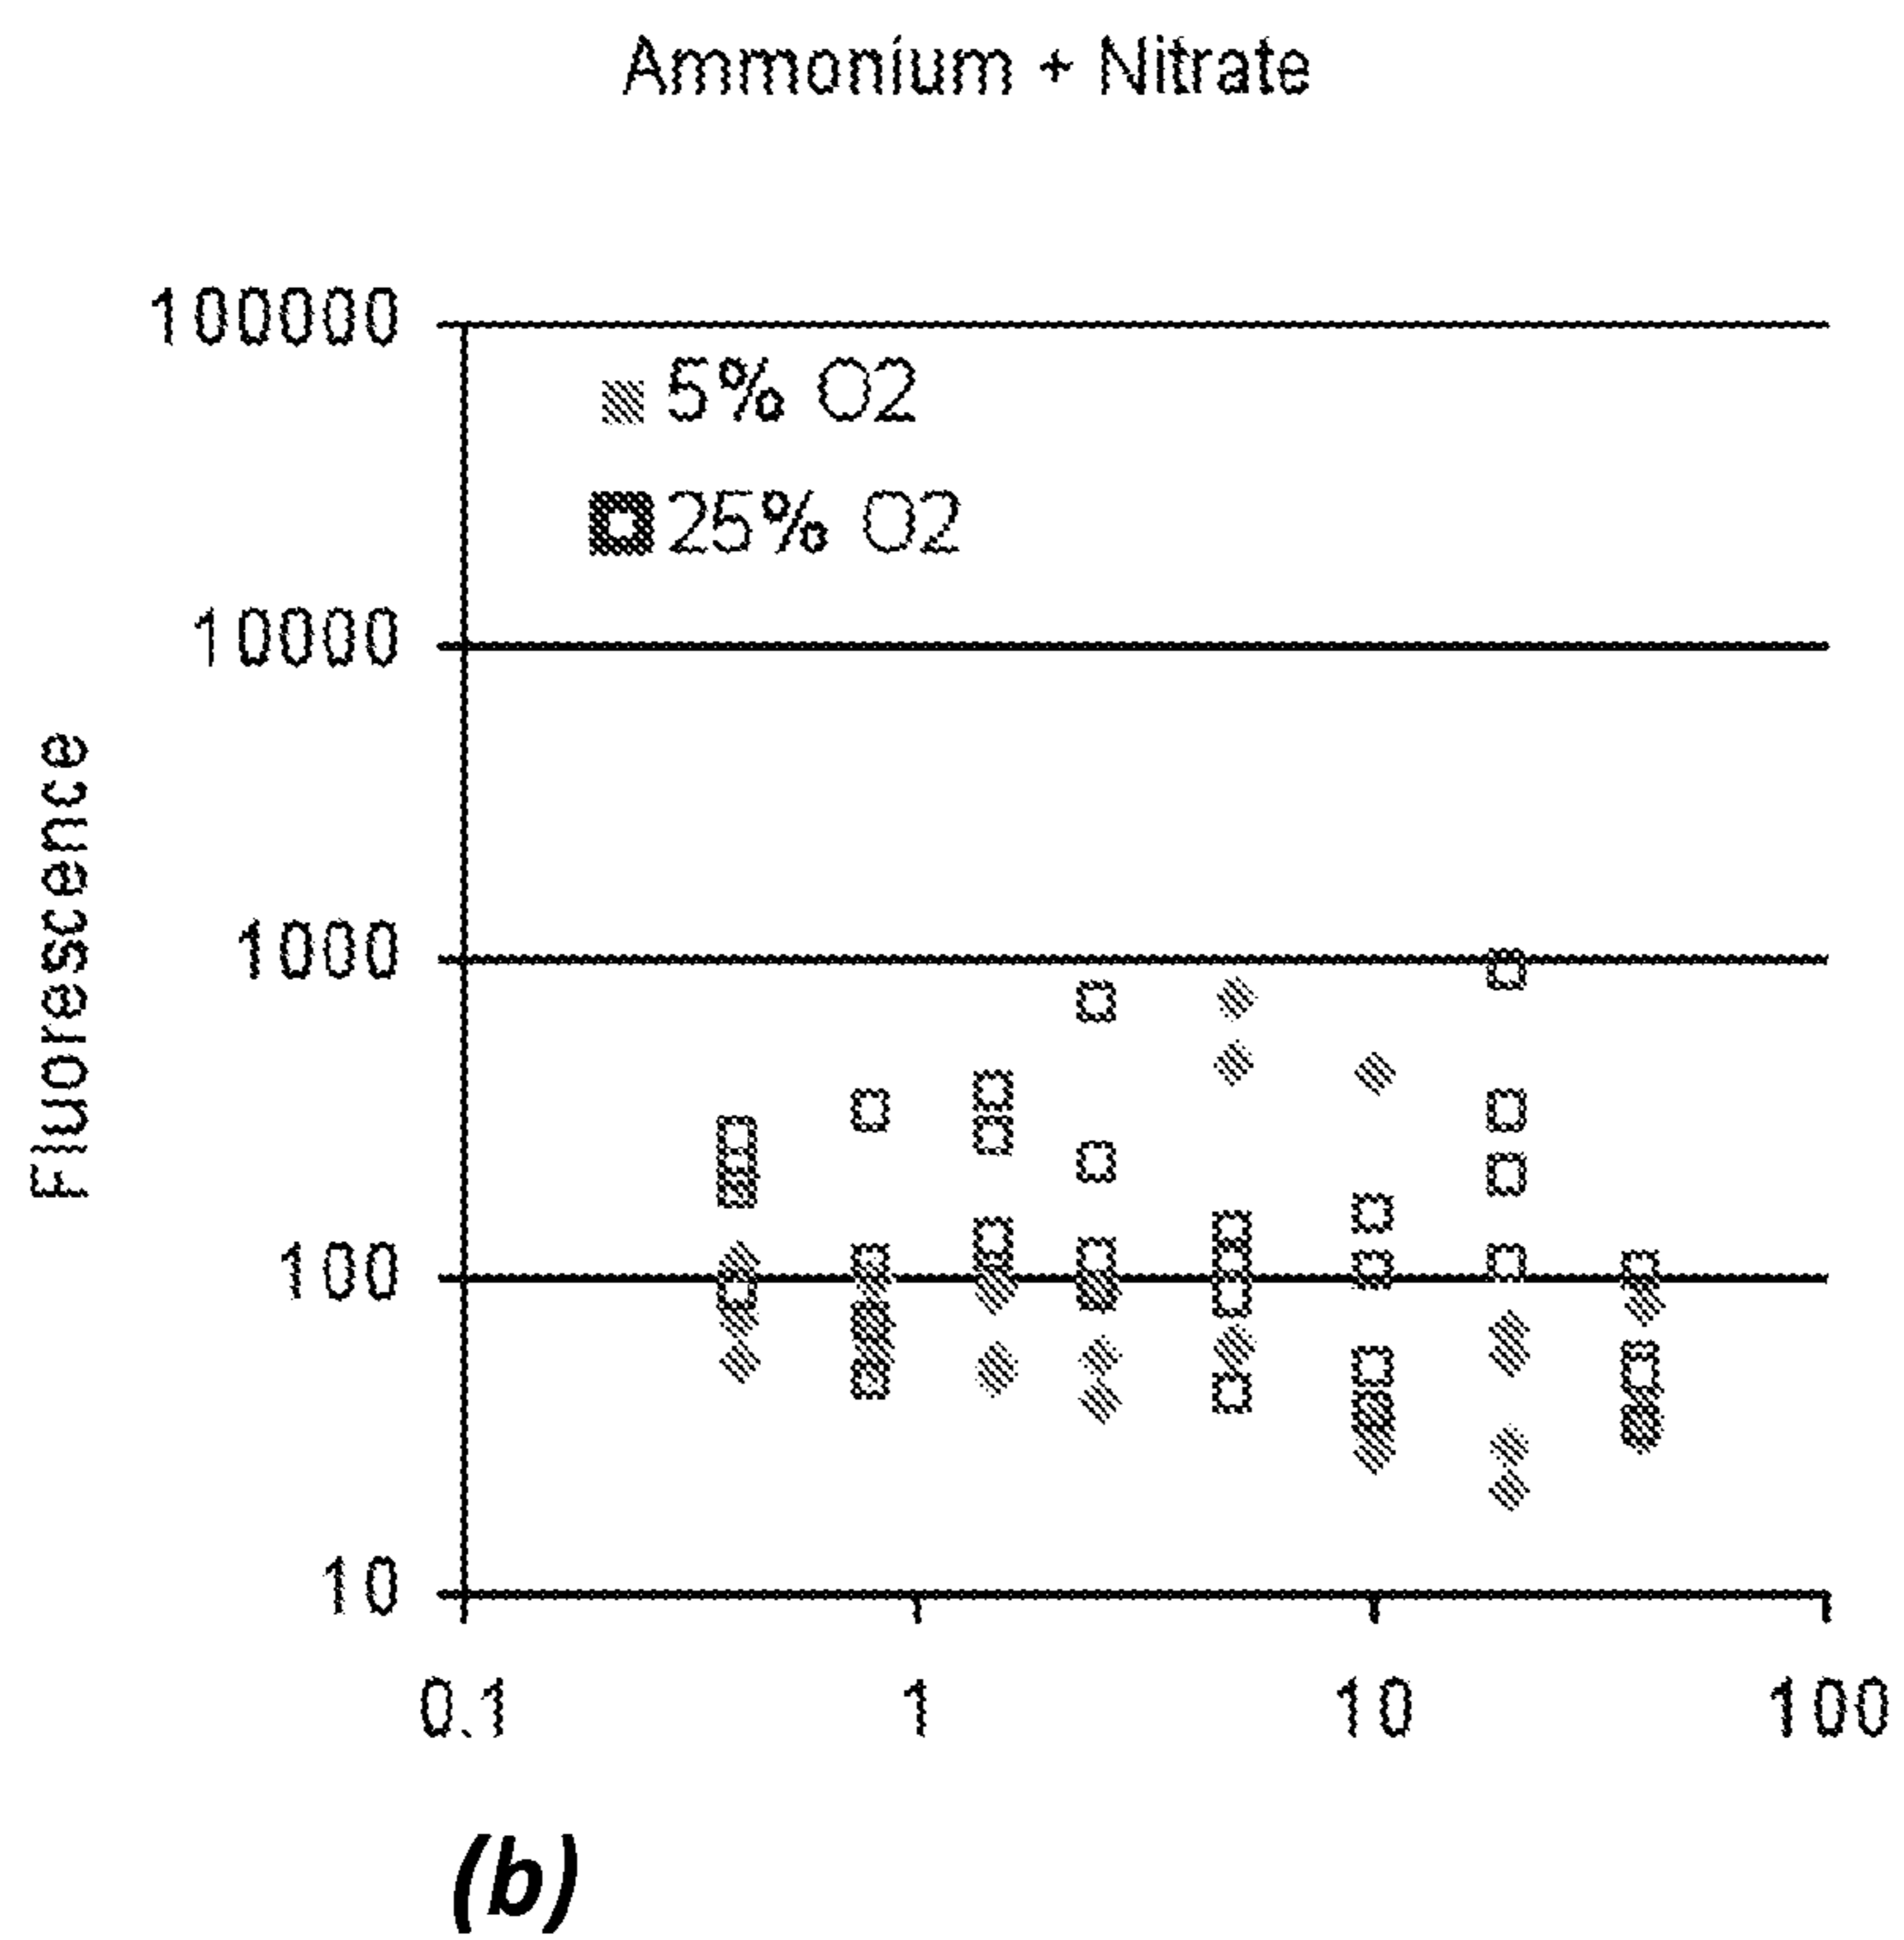 Ammonium + Nitrate
100000
5% O2
25% O2
10000
Fluorescence
1000
100
10
0.1 1 10 100
(b)